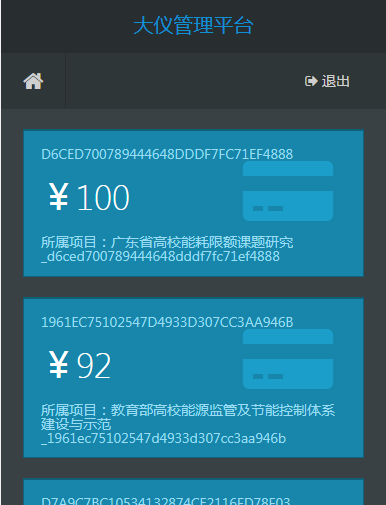 大仪管理平台
退出
D6CED700789444648DDDF7FC71EF4888
¥ 100
所属项目：广东省高校能耗限额课题研究
_d6ced700789444648dddf7fc71ef4888
1961EC75102547D4933D307CC3AA946B
¥ 92
所属项目：教育部高校能源监管及节能控制体系
建设与示范
_1961ec75102547d4933d307cc3aa946b